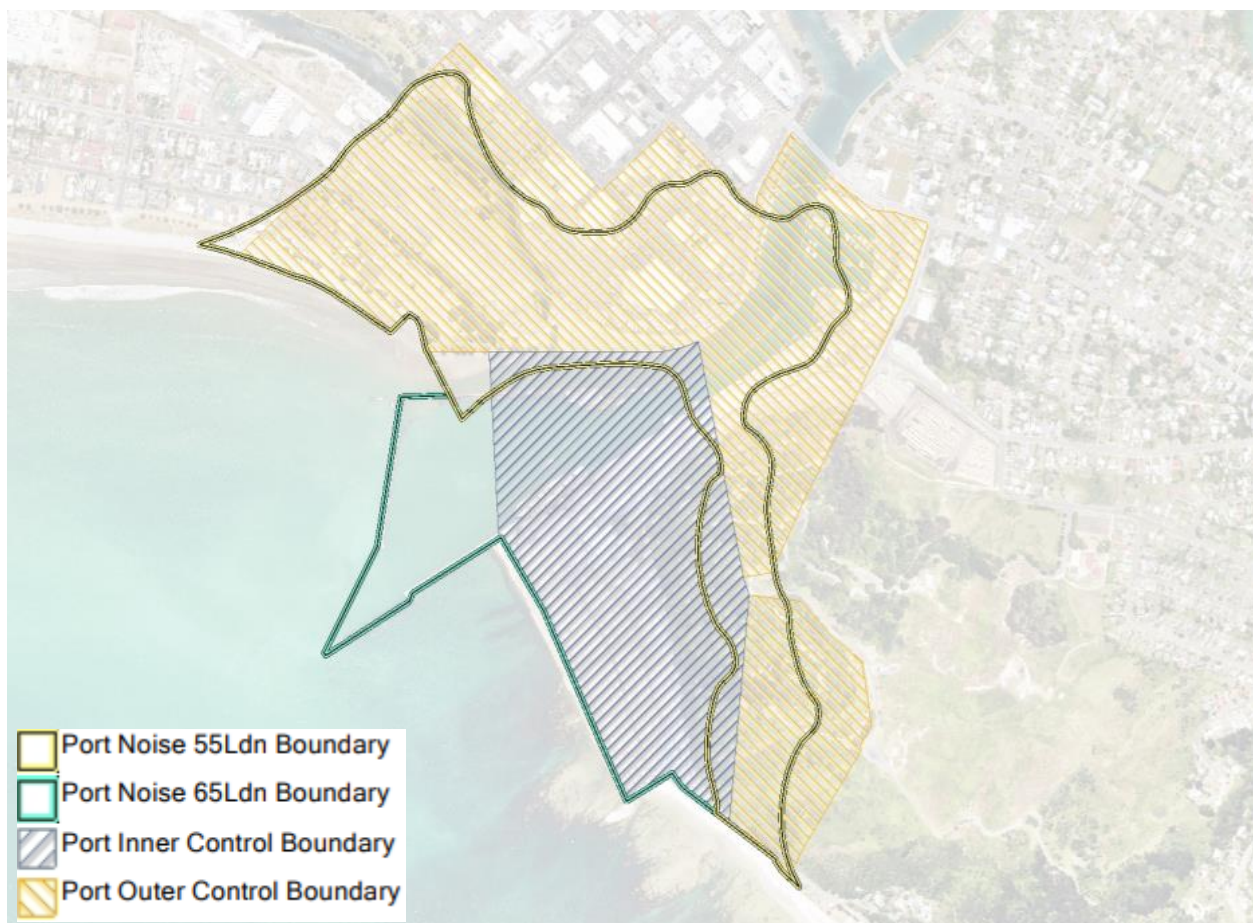 Port Noise 55Ldn Boundary
Port Noise 65Ldn Boundary
Port Inner Control Boundary
Port Outer Control Boundary